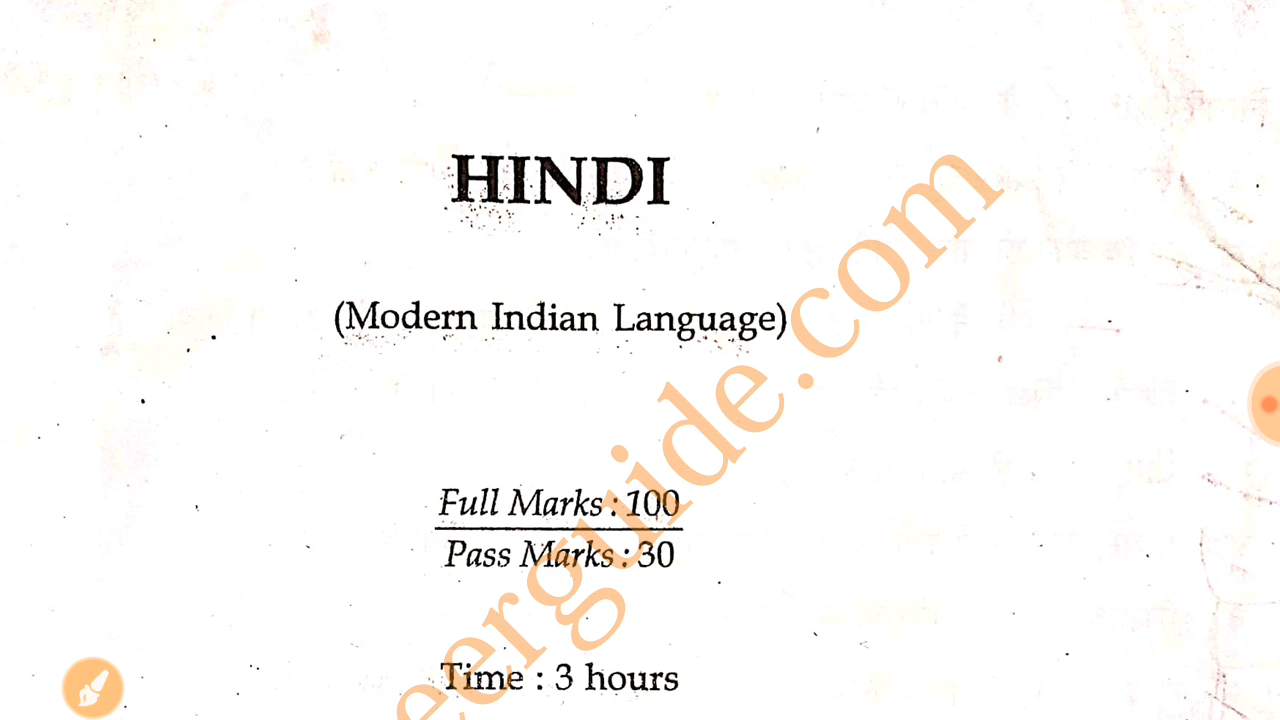 HINDI
(Modern Indian Language)
Full Marks : 100
Pass Marks : 30
Time : 3 hours
eerguide.com